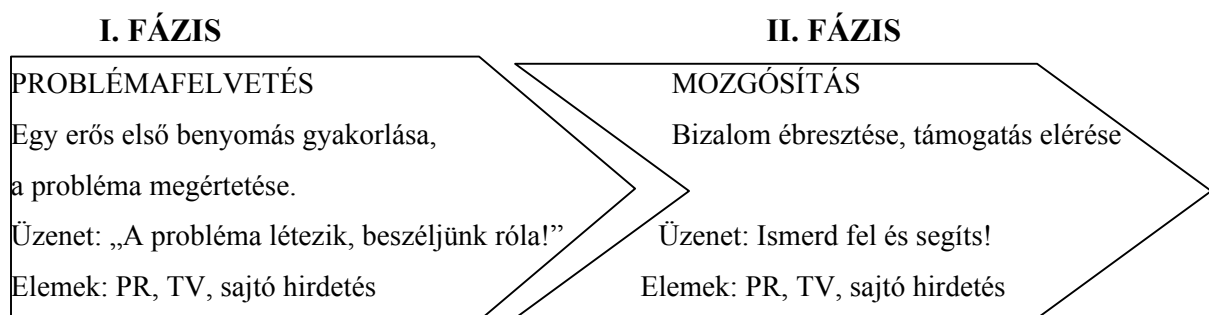 I. FÁZIS
PROBLÉMAFELVETÉS
Egy erős első benyomás gyakorlása,
a probléma megértetése.
Üzenet: „A probléma létezik, beszéljünk róla!”
Elemek: PR, TV, sajtó hirdetés
II. FÁZIS
MOZGÓSÍTÁS
Bizalom ébresztése, támogatás elérése
Üzenet: Ismerd fel és segíts!
Elemek: PR, TV, sajtó hirdetés